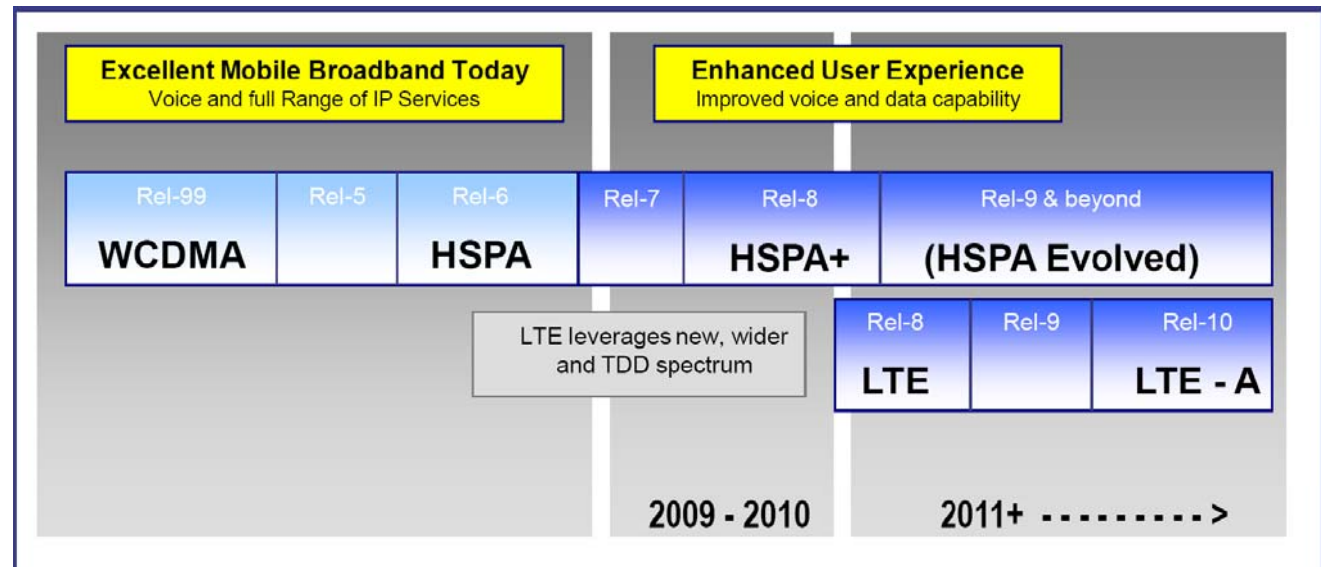 Excellent Mobile Broadband Today
Voice and full Range of IP Services
Enhanced User Experience
Improved voice and data capability
Rel-99
WCDMA
Rel-5
Rel-6
HSPA
Rel-7
Rel-8
HSPA+
Rel-9 & beyond
(HSPA Evolved)
LTE leverages new, wider
and TDD spectrum
Rel-8
LTE
Rel-9
Rel-10
LTE - A
2009 - 2010
2011+ - - - - - - - - - >